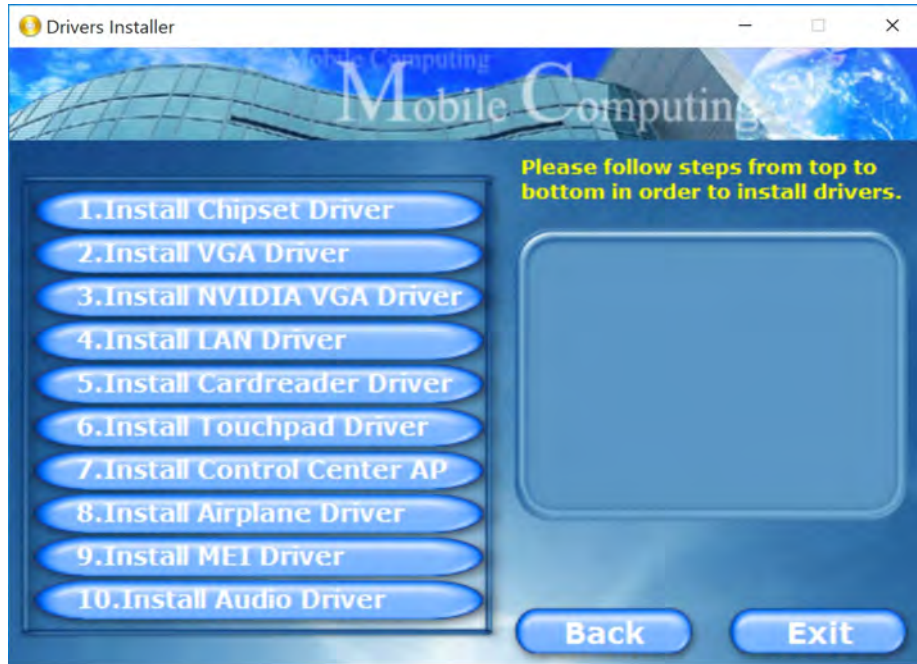 Drivers Installer
Mobile Computing
Mobile Computing
Please follow steps from top to
bottom in order to install drivers.
1.Install Chipset Driver
2.Install VGA Driver
3.Install NVIDIA VGA Driver
4.Install LAN Driver
5.Install Cardreader Driver
6.Install Touchpad Driver
7.Install Control Center AP
8.Install Airplane Driver
9.Install MEI Driver
10.Install Audio Driver
Back
Exit